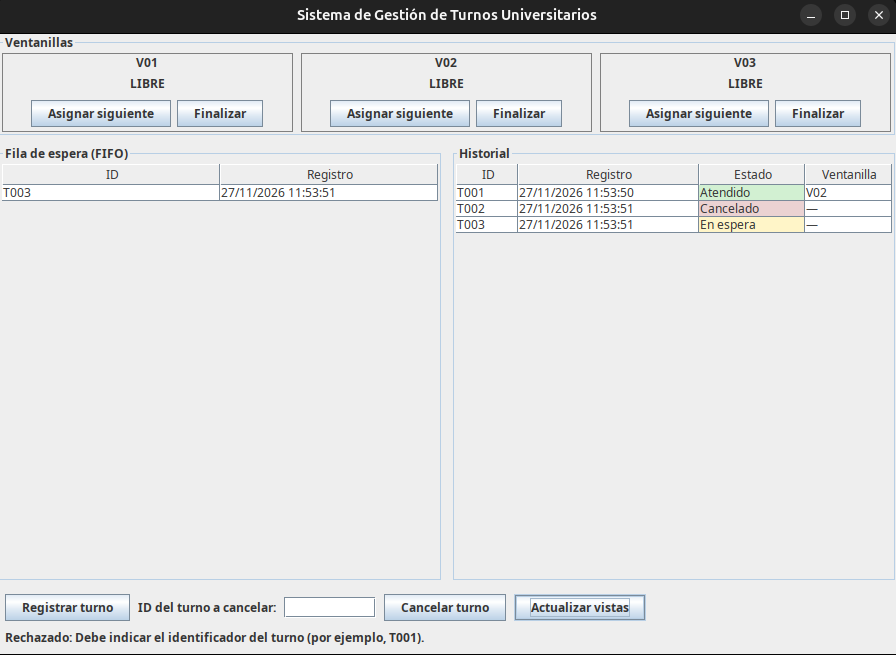 Sistema de Gestión de Turnos Universitarios
Ventanillas
V01 V02 V03
LIBRE LIBRE LIBRE
Asignar siguiente Finalizar Asignar siguiente Finalizar Asignar siguiente Finalizar
Fila de espera (FIFO)
ID Registro
T003 27/11/2026 11:53:51
Historial
ID Registro Estado Ventanilla
T001 27/11/2026 11:53:50 Atendido V02
T002 27/11/2026 11:53:51 Cancelado —
T003 27/11/2026 11:53:51 En espera —
Registrar turno ID del turno a cancelar: Cancelar turno Actualizar vistas
Rechazado: Debe indicar el identificador del turno (por ejemplo, T001).